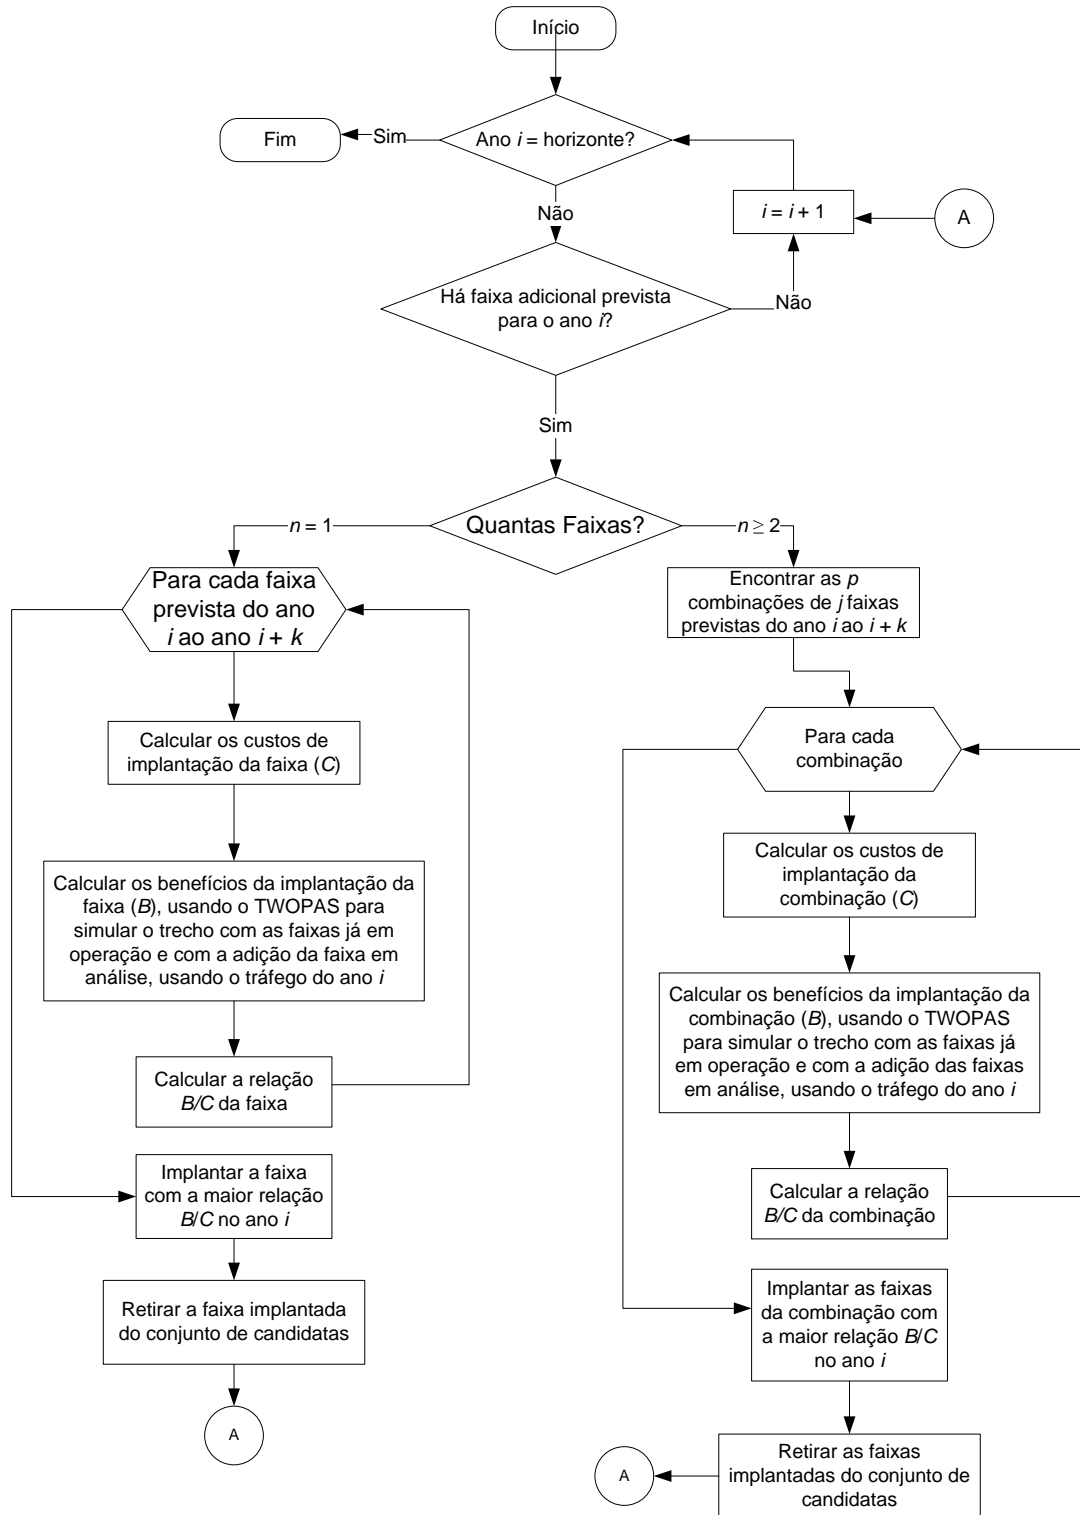 Início
Ano i = horizonte?
Sim
Fim
Não
i = i + 1
A
Há faixa adicional prevista
para o ano i?
Não
Sim
Quantas Faixas?
n = 1
n ≥ 2
Para cada faixa
prevista do ano
i ao ano i + k
Calcular os custos de
implantação da faixa (C)
Calcular os benefícios da implantação da
faixa (B), usando o TWOPAS para
simular o trecho com as faixas já em
operação e com a adição da faixa em
análise, usando o tráfego do ano i
Calcular a relação
B/C da faixa
Implantar a faixa
com a maior relação
B/C no ano i
Retirar a faixa implantada
do conjunto de candidatas
A
Encontrar as p
combinações de j faixas
previstas do ano i ao i + k
Para cada
combinação
Calcular os custos de
implantação da
combinação (C)
Calcular os benefícios da implantação da
combinação (B), usando o TWOPAS
para simular o trecho com as faixas já
em operação e com a adição das faixas
em análise, usando o tráfego do ano i
Calcular a relação
B/C da combinação
Implantar as faixas
da combinação com
a maior relação B/C
no ano i
Retirar as faixas
implantadas do conjunto de
candidatas
A